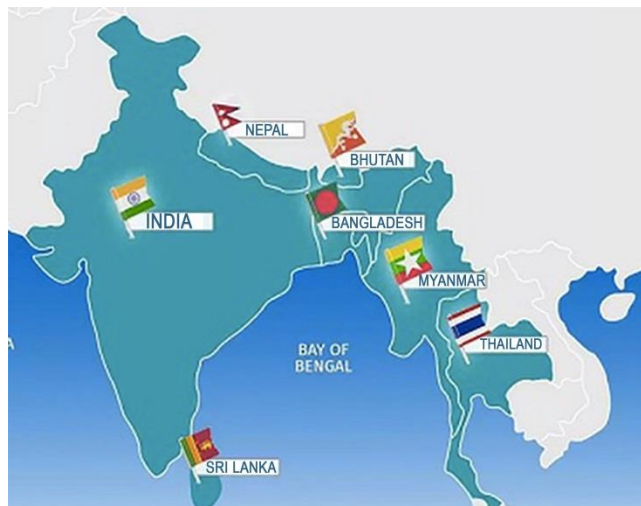 NEPAL
BHUTAN
INDIA
BANGLADESH
MYANMAR
THAILAND
BAY OF
BENGAL
SRI LANKA
A